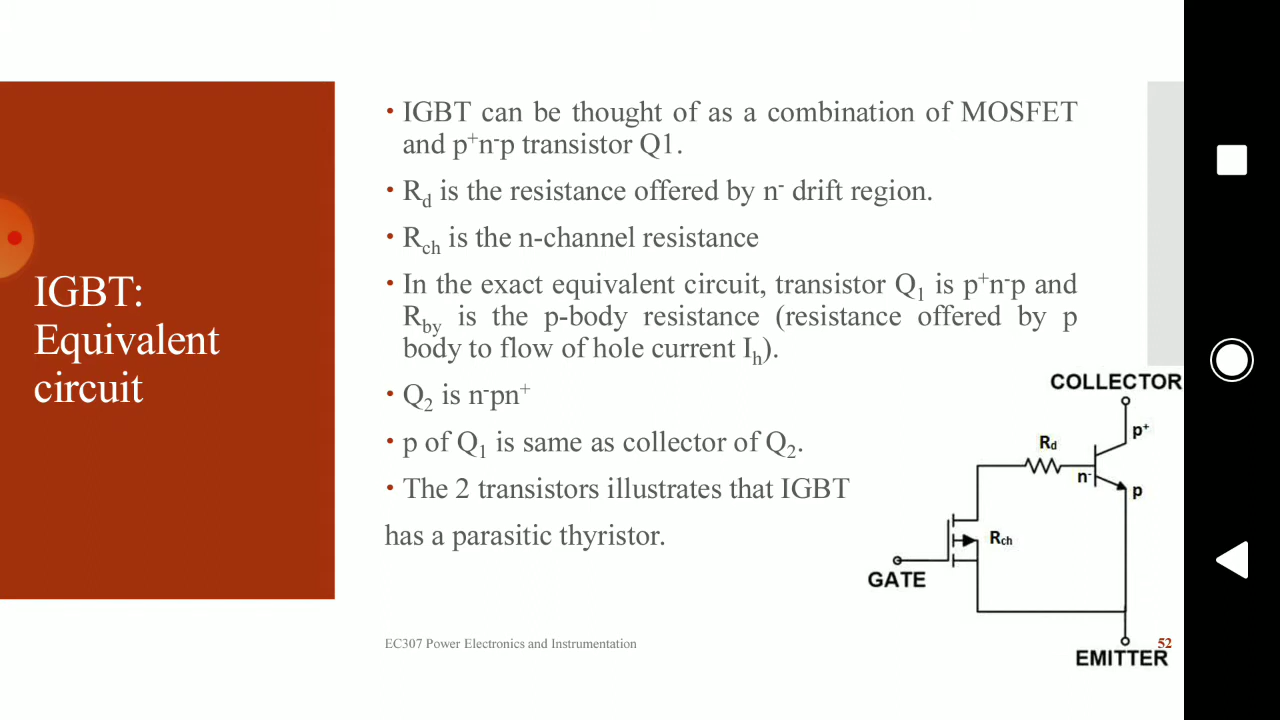 IGBT:
Equivalent
circuit
• IGBT can be thought of as a combination of MOSFET
and p⁺n⁻p transistor Q1.
• R_d is the resistance offered by n⁻ drift region.
• R_ch is the n-channel resistance
• In the exact equivalent circuit, transistor Q₁ is p⁺n⁻p and
R_by is the p-body resistance (resistance offered by p
body to flow of hole current I_h).
• Q₂ is n⁻pn⁺
• p of Q₁ is same as collector of Q₂.
• The 2 transistors illustrates that IGBT
has a parasitic thyristor.
COLLECTOR
p⁺
R_d
n⁻
p
R_ch
GATE
EMITTER
EC307 Power Electronics and Instrumentation
52